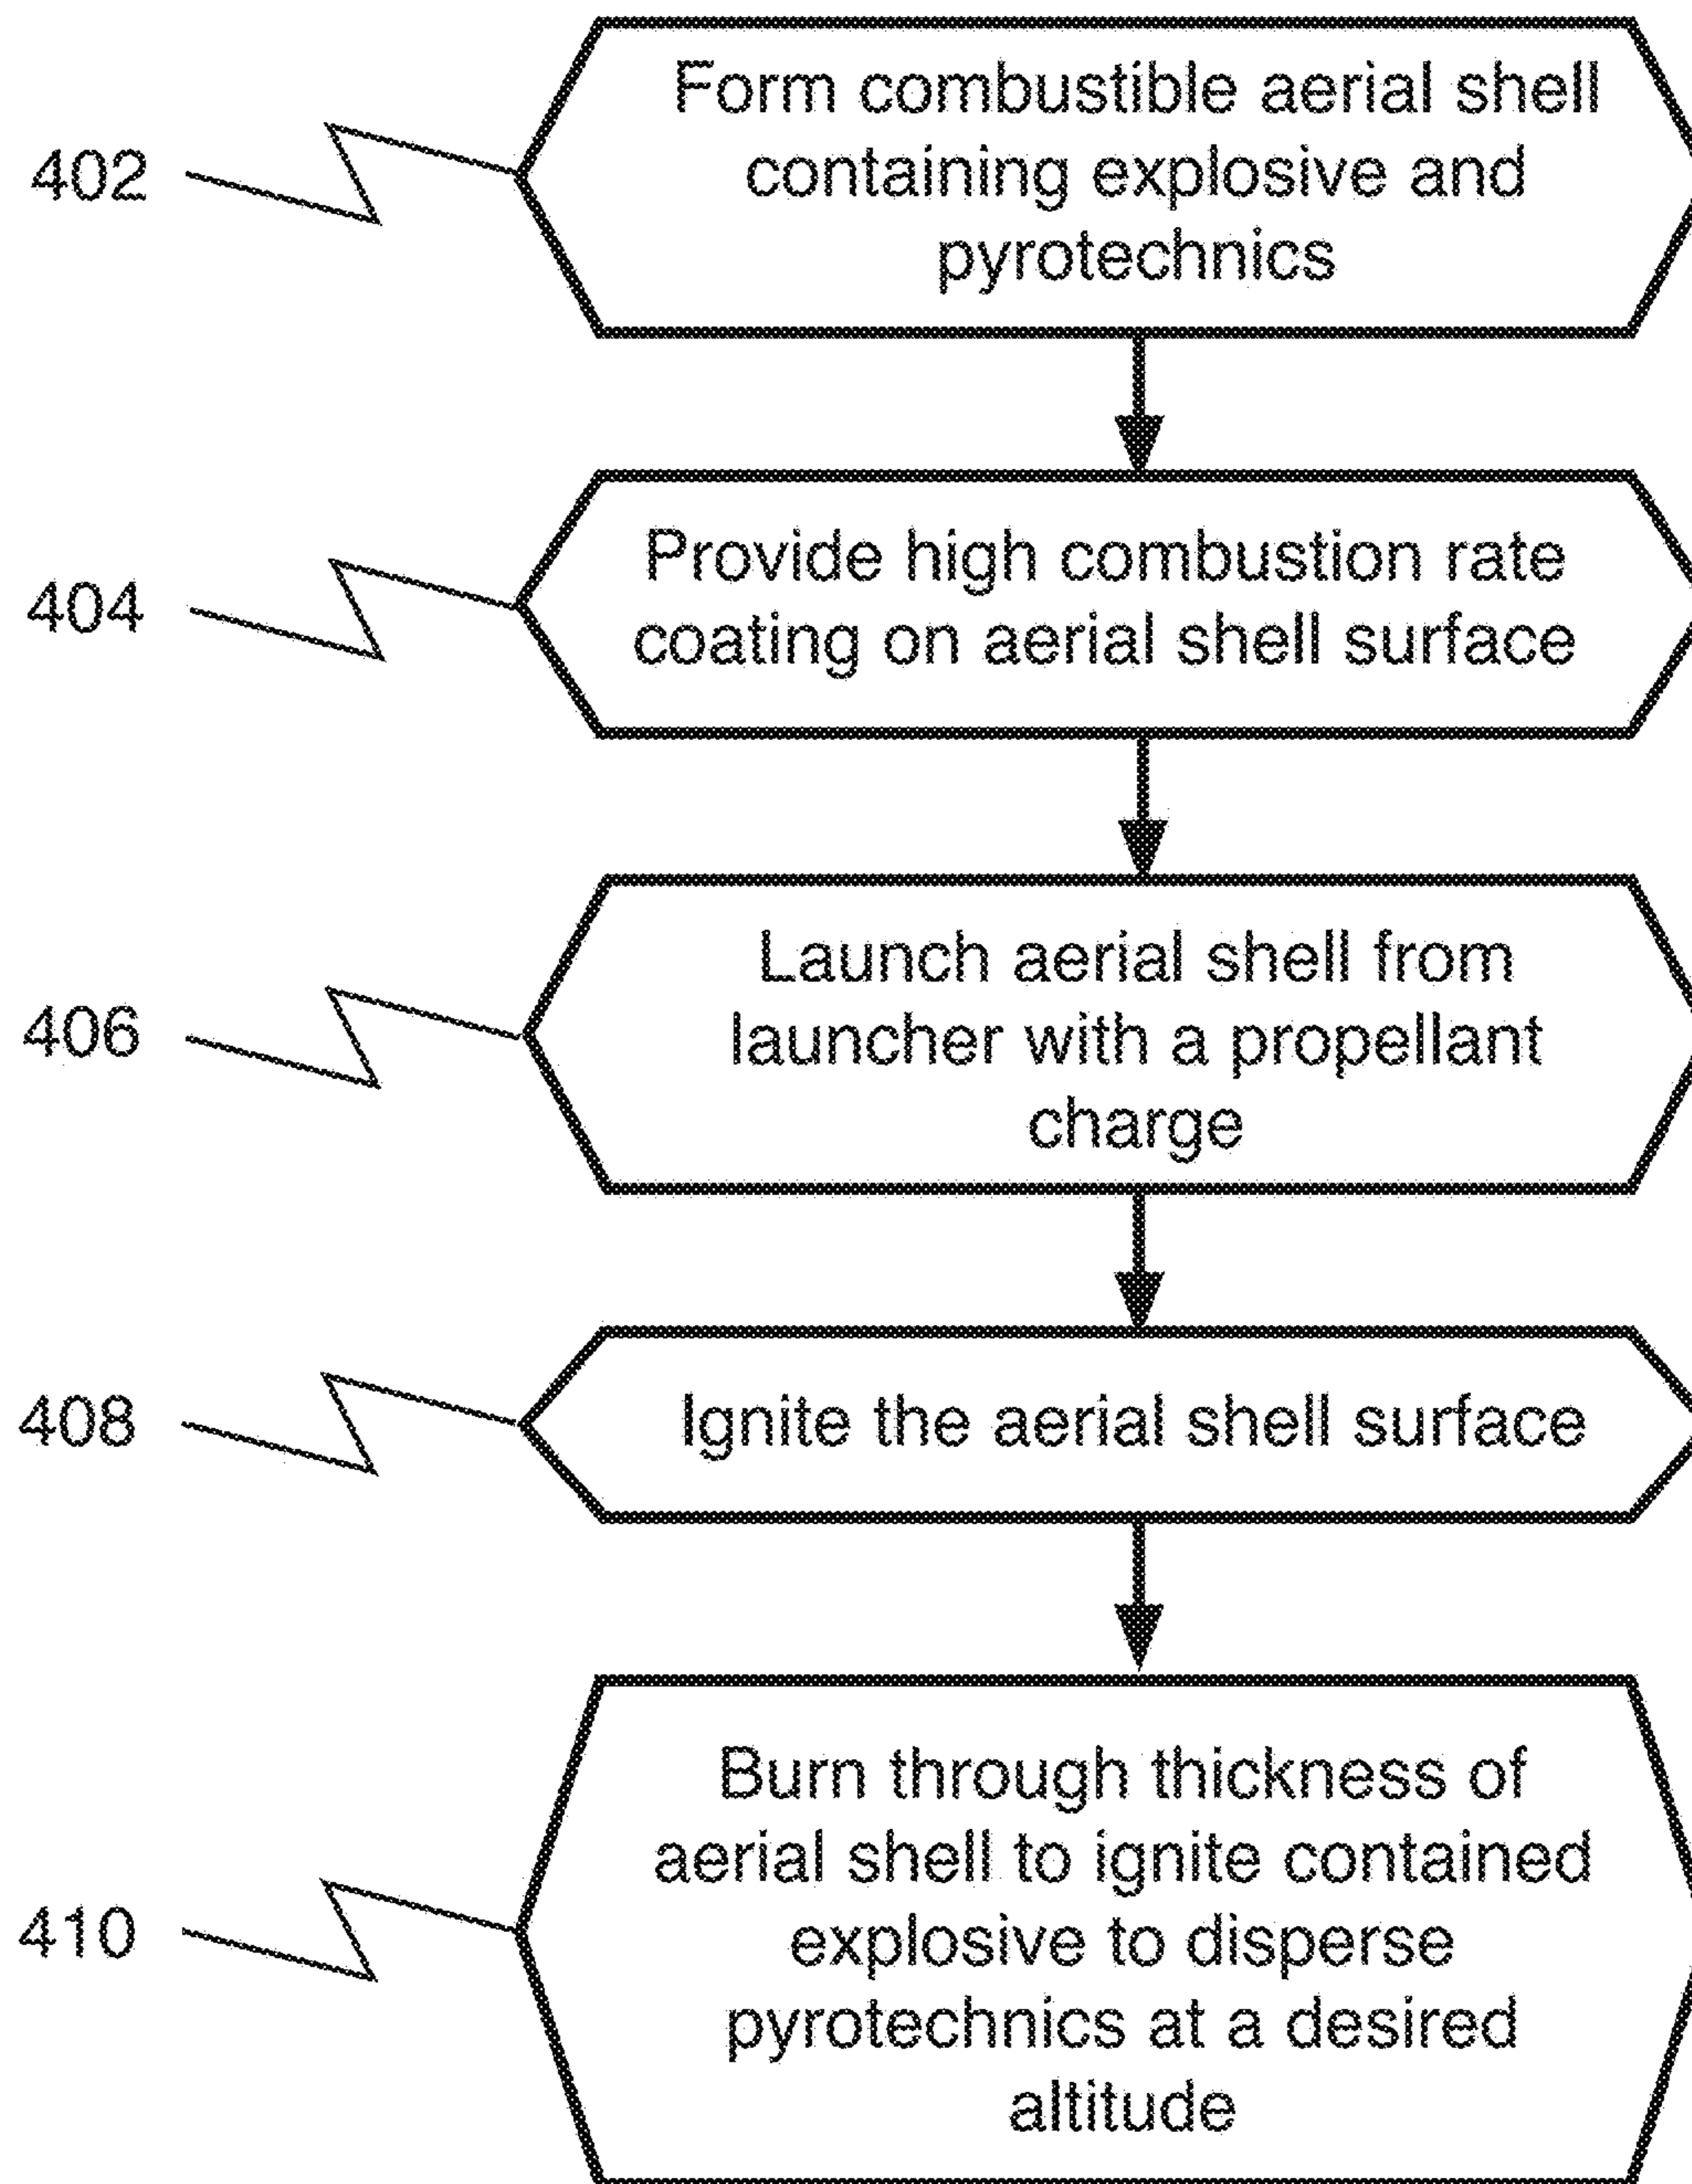 402
Form combustible aerial shell
containing explosive and
pyrotechnics
404
Provide high combustion rate
coating on aerial shell surface
406
Launch aerial shell from
launcher with a propellant
charge
408
Ignite the aerial shell surface
410
Burn through thickness of
aerial shell to ignite contained
explosive to disperse
pyrotechnics at a desired
altitude